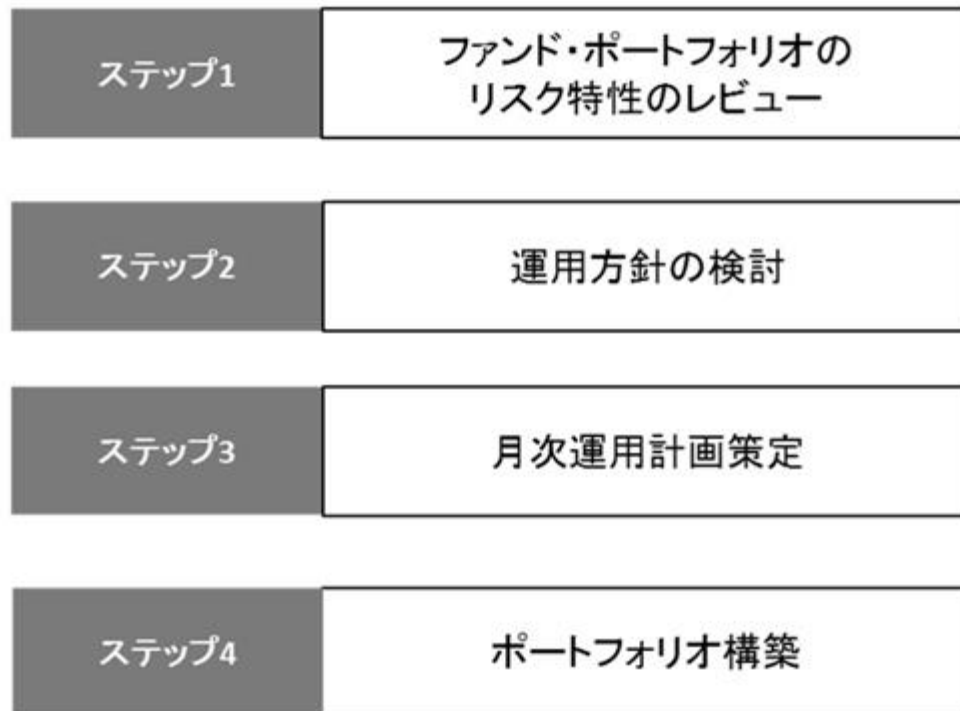 ステップ1
ファンド・ポートフォリオの
リスク特性のレビュー
ステップ2
運用方針の検討
ステップ3
月次運用計画策定
ステップ4
ポートフォリオ構築